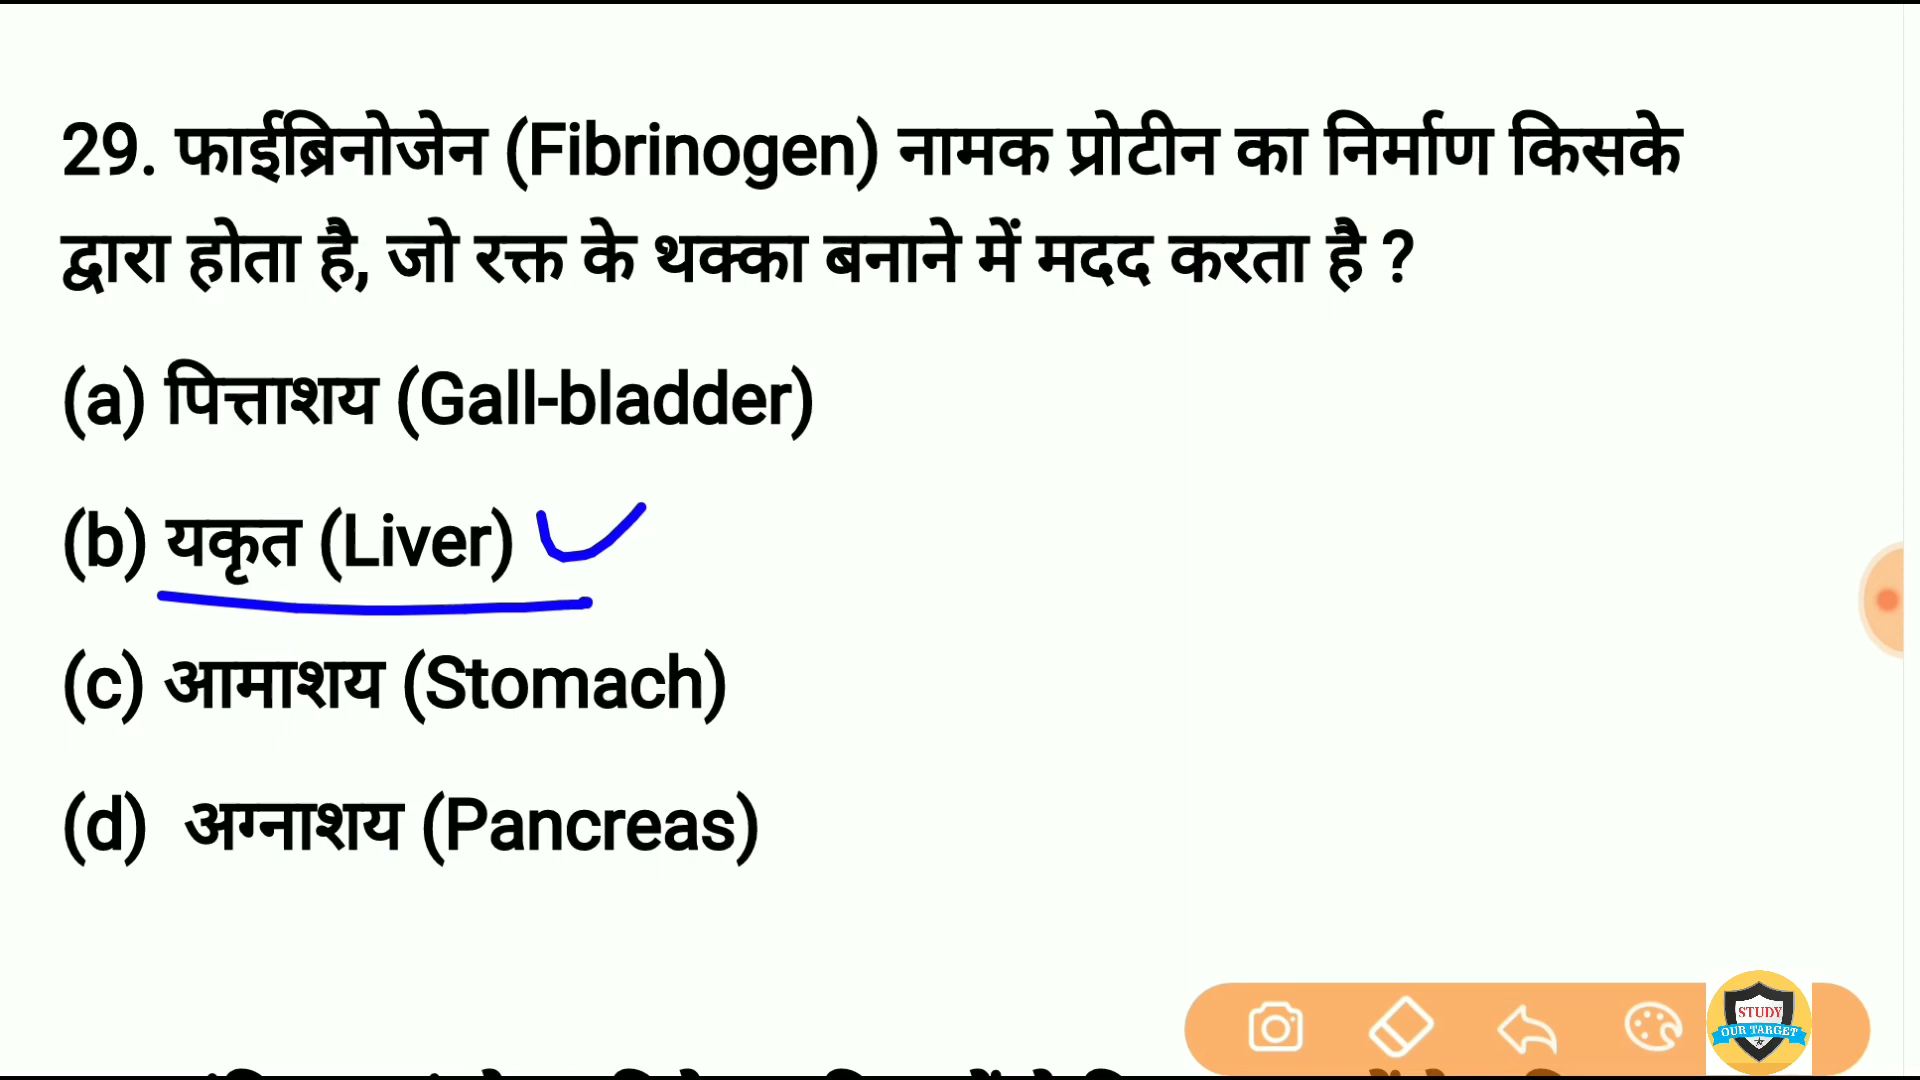 29. फाईब्रिनोजेन (Fibrinogen) नामक प्रोटीन का निर्माण किसके
द्वारा होता है, जो रक्त के थक्का बनाने में मदद करता है ?
(a) पित्ताशय (Gall-bladder)
(b) यकृत (Liver)
(c) आमाशय (Stomach)
(d) अग्नाशय (Pancreas)
STUDY
OUR TARGET